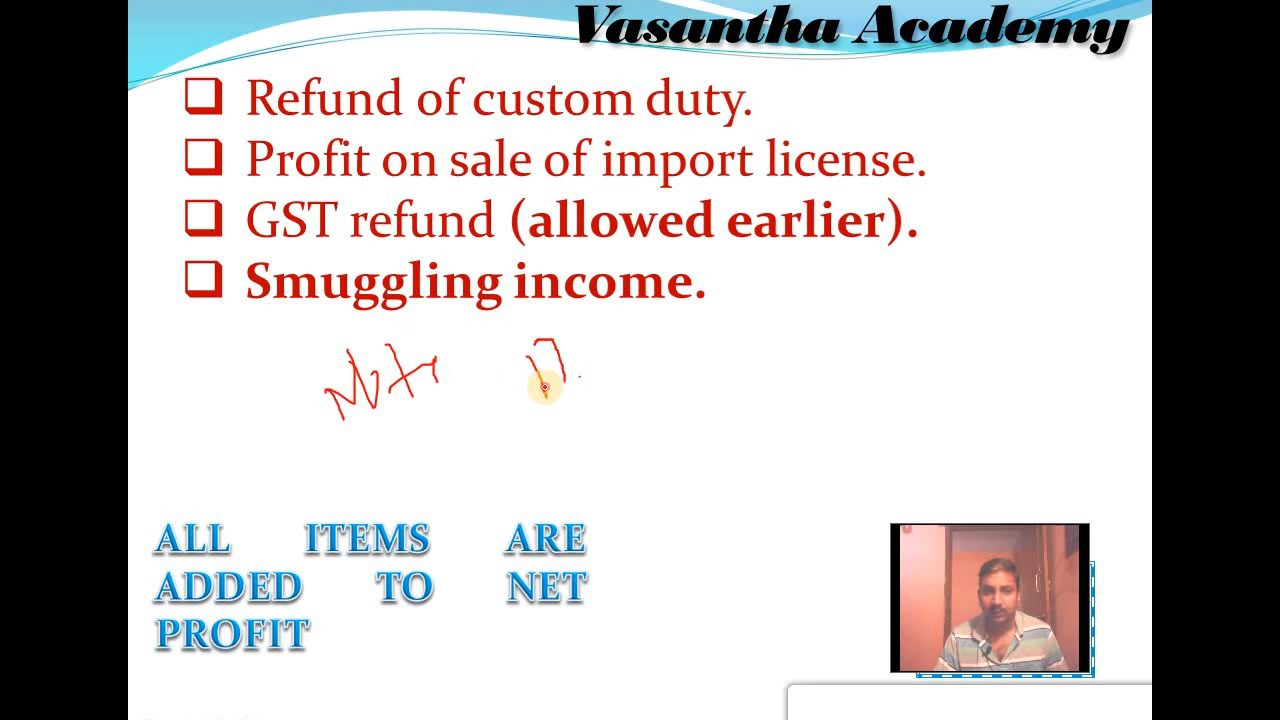 Vasantha Academy
Refund of custom duty.
Profit on sale of import license.
GST refund (allowed earlier).
Smuggling income.
ALL ITEMS ARE
ADDED TO NET
PROFIT